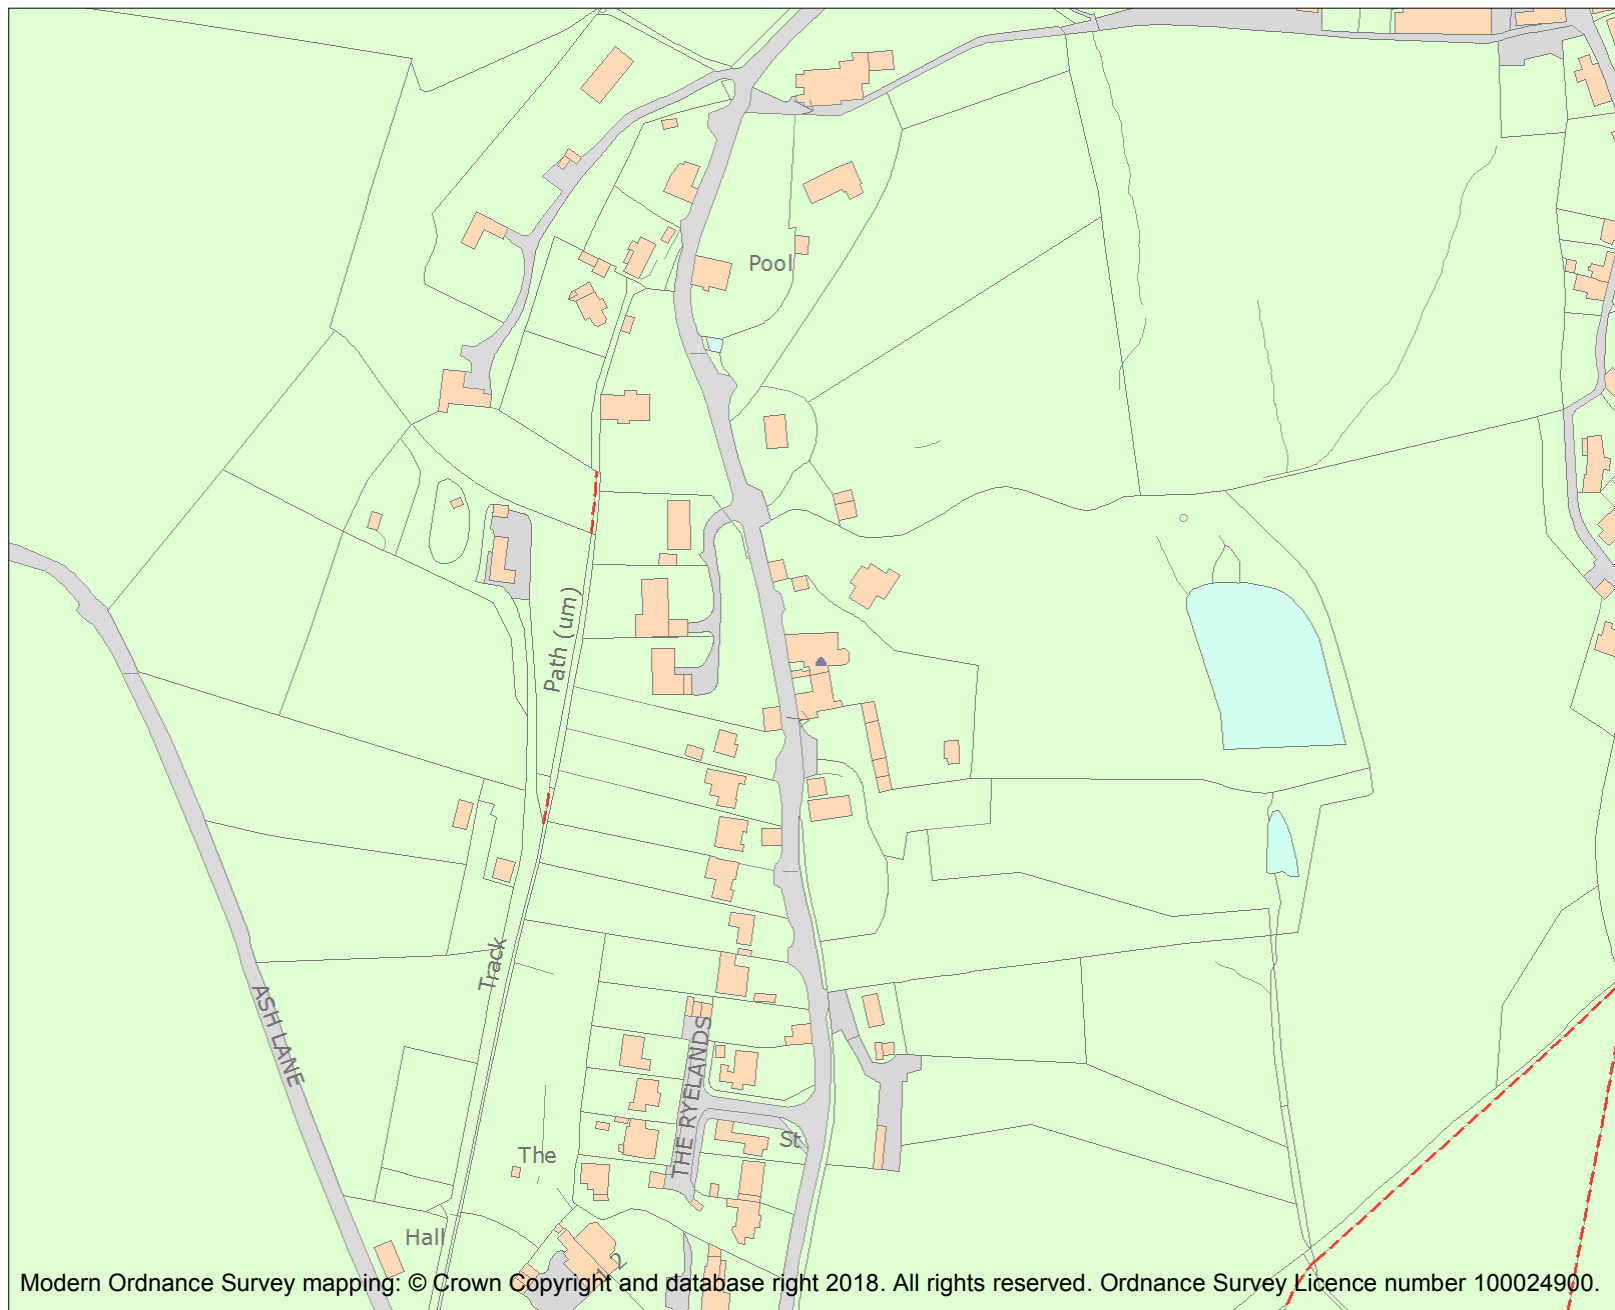 Pool
Path (um)
Track
ASH LANE
THE RYELANDS
St
The
Hall
2
Modern Ordnance Survey mapping: © Crown Copyright and database right 2018. All rights reserved. Ordnance Survey Licence number 100024900.